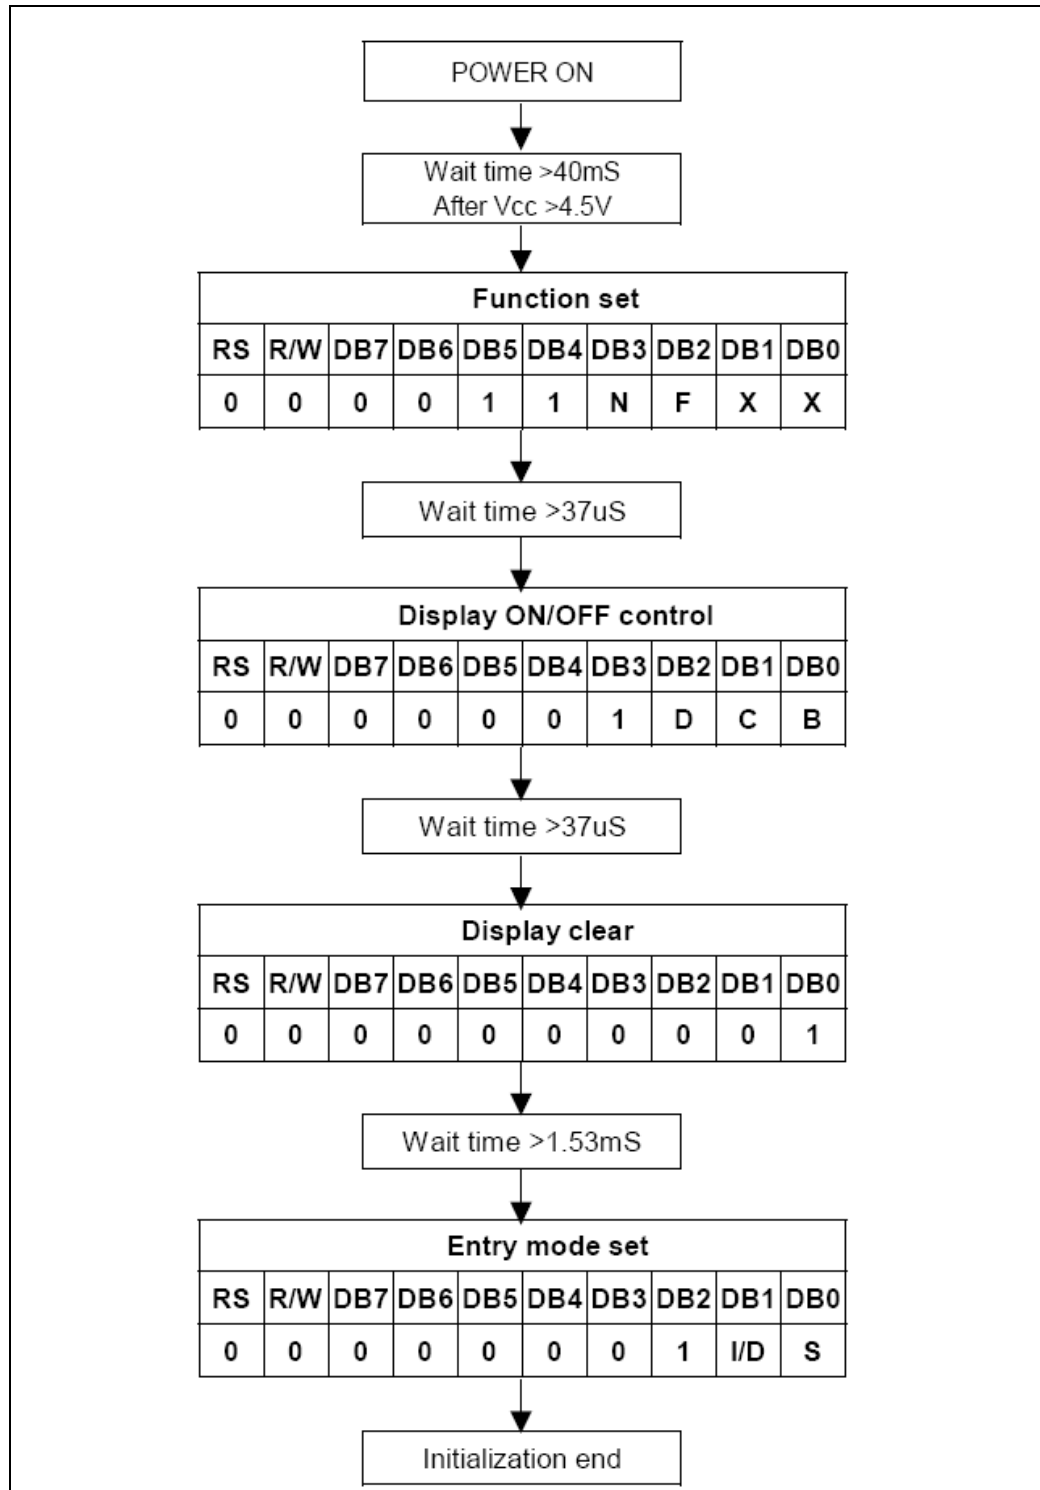 POWER ON
Wait time >40mS
After Vcc >4.5V
Function set
RS R/W DB7 DB6 DB5 DB4 DB3 DB2 DB1 DB0
0 0 0 0 1 1 N F X X
Wait time >37uS
Display ON/OFF control
RS R/W DB7 DB6 DB5 DB4 DB3 DB2 DB1 DB0
0 0 0 0 0 0 1 D C B
Wait time >37uS
Display clear
RS R/W DB7 DB6 DB5 DB4 DB3 DB2 DB1 DB0
0 0 0 0 0 0 0 0 0 1
Wait time >1.53mS
Entry mode set
RS R/W DB7 DB6 DB5 DB4 DB3 DB2 DB1 DB0
0 0 0 0 0 0 0 1 I/D S
Initialization end